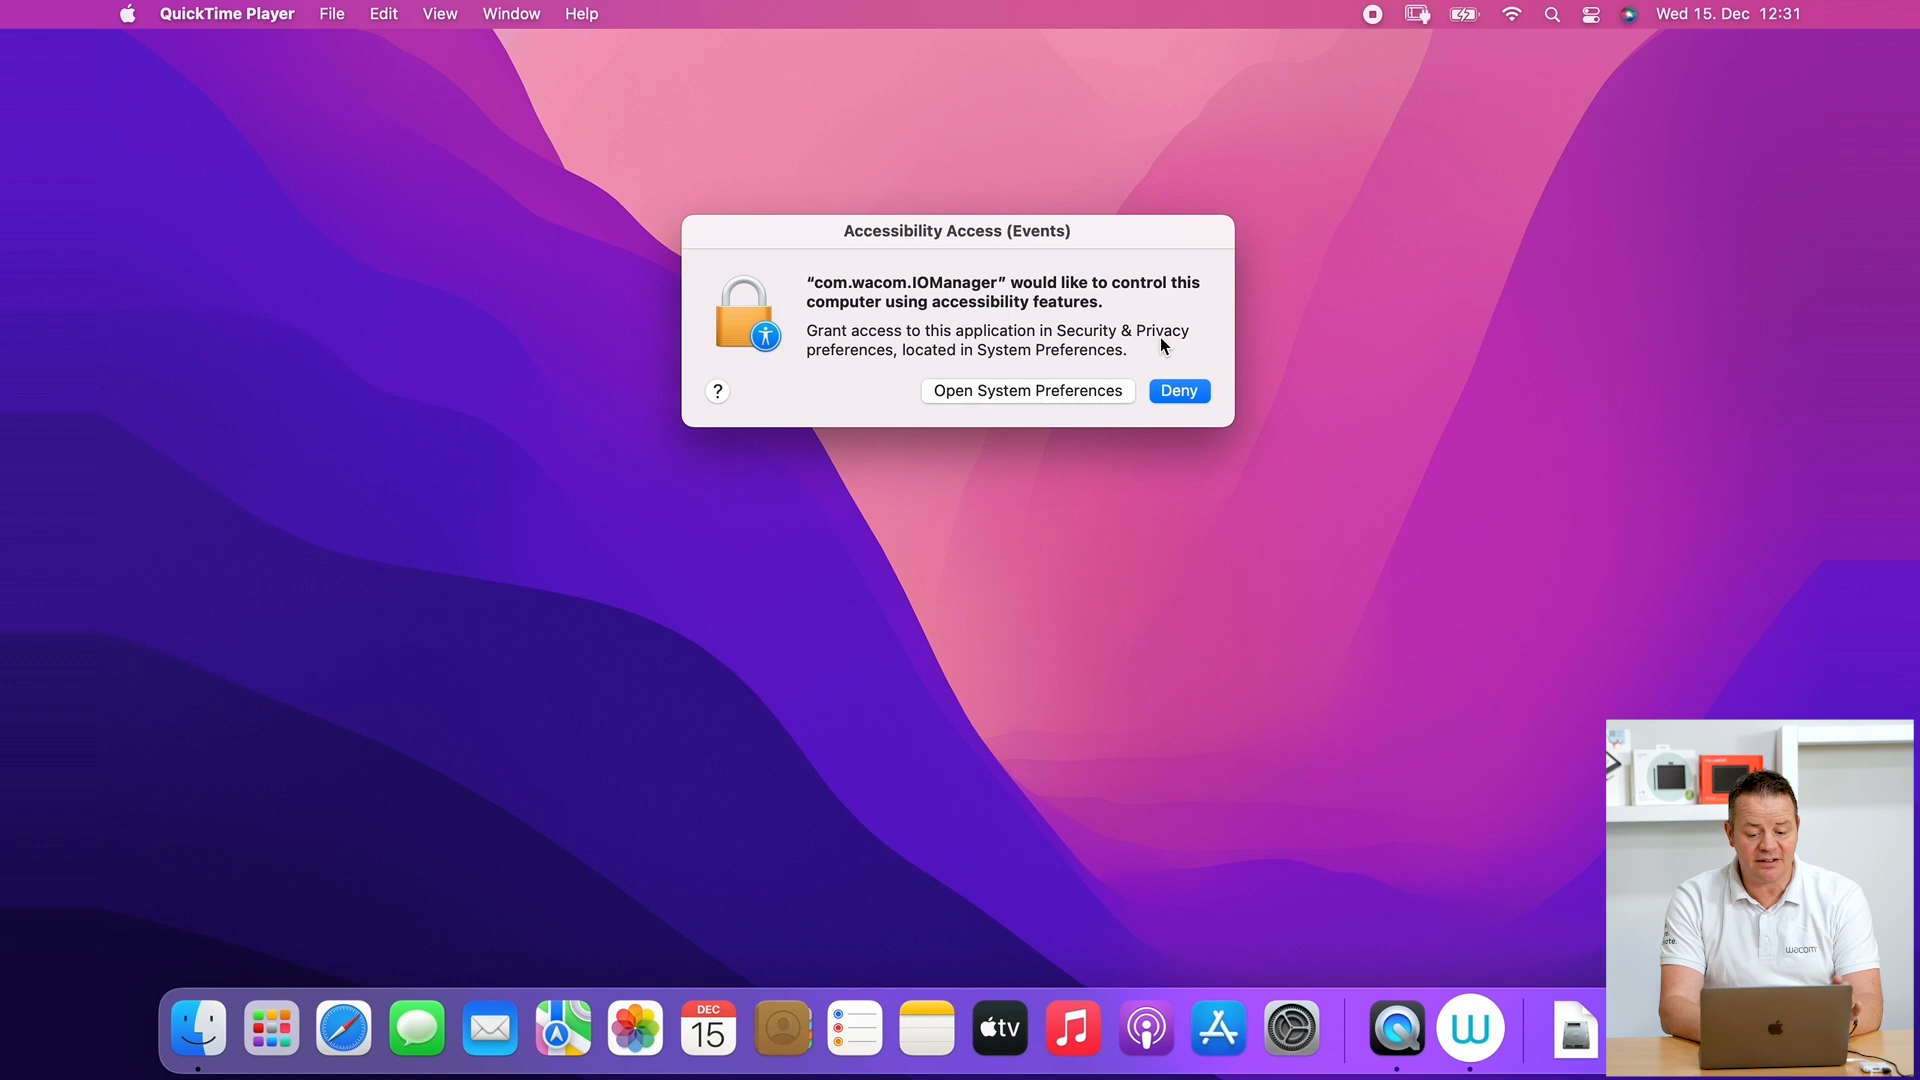 QuickTime Player File Edit View Window Help Wed 15. Dec 12:31
Accessibility Access (Events)
“com.wacom.IOManager” would like to control this
computer using accessibility features.
Grant access to this application in Security & Privacy
preferences, located in System Preferences.
? Open System Preferences Deny
wacom
DEC
15
tv
W